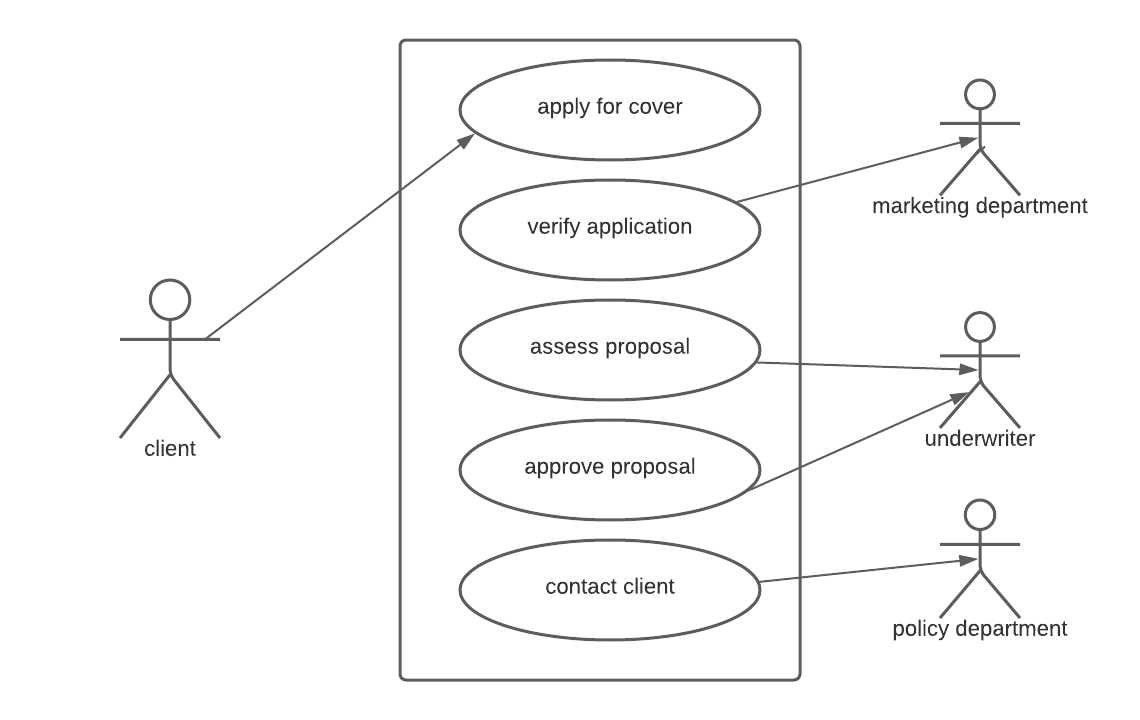 apply for cover
verify application
marketing department
assess proposal
underwriter
client
approve proposal
contact client
policy department